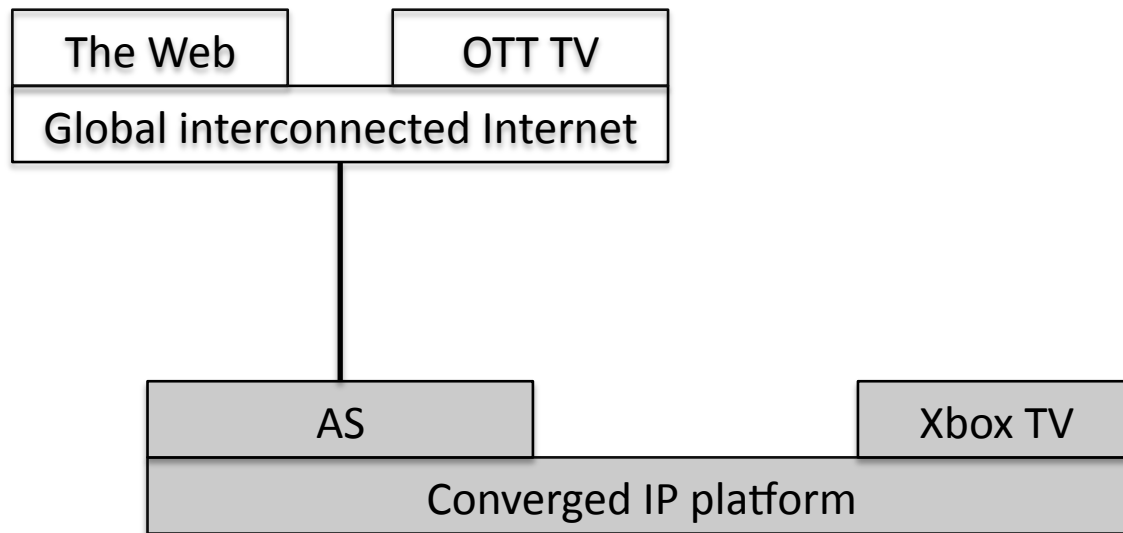 The Web
OTT TV
Global interconnected Internet
AS
Xbox TV
Converged IP platform